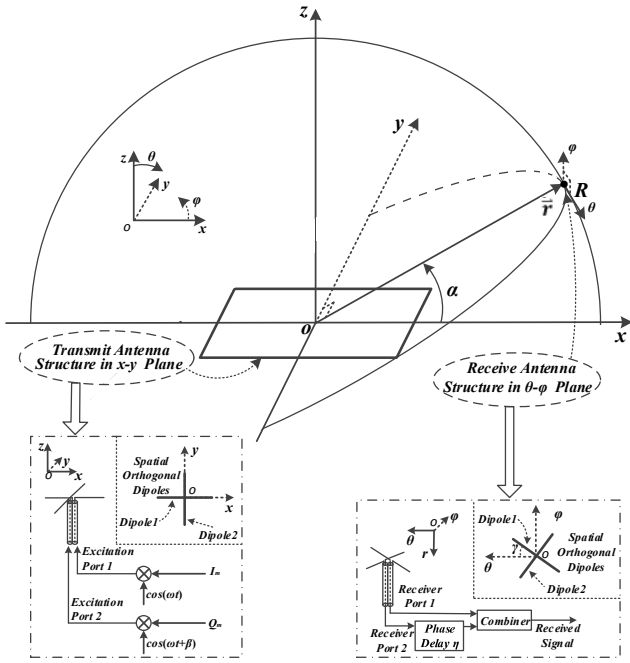 z
y
φ
R
r
θ
z
θ
y
φ
o
x
α
o
x
Transmit Antenna
Structure in x-y Plane
Receive Antenna
Structure in θ-φ Plane
z
y
o
x
Spatial
Orthogonal
Dipoles
y
o
x
Dipole1
Dipole2
Excitation
Port 1
Excitation
Port 2
Im
cos(ωt)
Qm
cos(ωt+β)
o
φ
θ
r
Dipole1
φ
γ
θ
o
Spatial
Orthogonal
Dipoles
Dipole2
Receiver
Port 1
Receiver
Port 2
Phase
Delay η
Combiner
Received
Signal